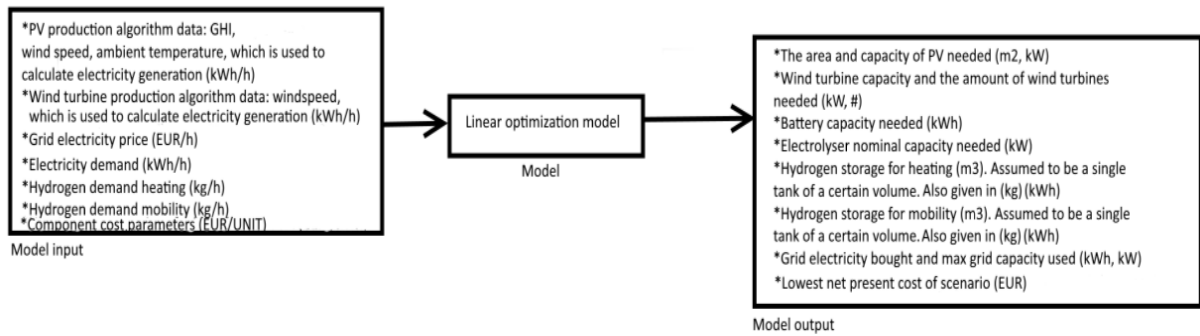 *PV production algorithm data: GHI,
wind speed, ambient temperature, which is used to
calculate electricity generation (kWh/h)
*Wind turbine production algorithm data: windspeed,
which is used to calculate electricity generation (kWh/h)
*Grid electricity price (EUR/h)
*Electricity demand (kWh/h)
*Hydrogen demand heating (kg/h)
*Hydrogen demand mobility (kg/h)
*Component cost parameters (EUR/UNIT)
Model input
Linear optimization model
Model
*The area and capacity of PV needed (m2, kW)
*Wind turbine capacity and the amount of wind turbines
needed (kW, #)
*Battery capacity needed (kWh)
*Electrolyser nominal capacity needed (kW)
*Hydrogen storage for heating (m3). Assumed to be a single
tank of a certain volume. Also given in (kg) (kWh)
*Hydrogen storage for mobility (m3). Assumed to be a single
tank of a certain volume. Also given in (kg) (kWh)
*Grid electricity bought and max grid capacity used (kWh, kW)
*Lowest net present cost of scenario (EUR)
Model output